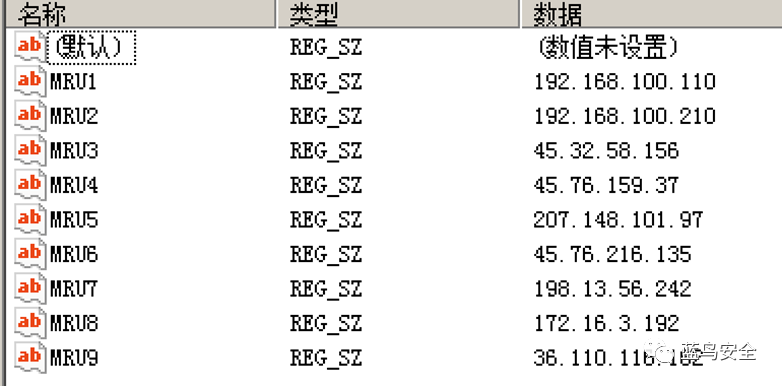 名称 类型 数据
ab (默认) REG_SZ (数值未设置)
ab MRU1 REG_SZ 192.168.100.110
ab MRU2 REG_SZ 192.168.100.210
ab MRU3 REG_SZ 45.32.58.156
ab MRU4 REG_SZ 45.76.159.37
ab MRU5 REG_SZ 207.148.101.97
ab MRU6 REG_SZ 45.76.216.135
ab MRU7 REG_SZ 198.13.56.242
ab MRU8 REG_SZ 172.16.3.192
ab MRU9 REG_SZ
蓝鸟安全